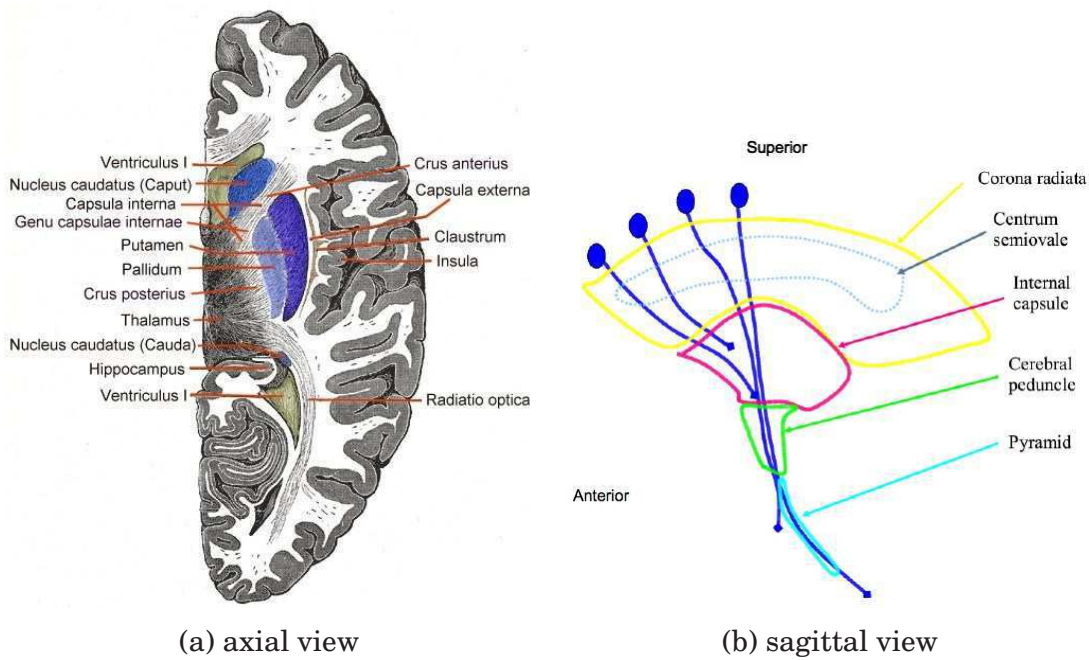 Ventriculus I
Nucleus caudatus (Caput)
Capsula interna
Genu capsulae internae
Putamen
Pallidum
Crus posterius
Thalamus
Nucleus caudatus (Cauda)
Hippocampus
Ventriculus I
Crus anterius
Capsula externa
Claustrum
Insula
Radiatio optica
(a) axial view
Superior
Anterior
Corona radiata
Centrum
semiovale
Internal
capsule
Cerebral
peduncle
Pyramid
(b) sagittal view